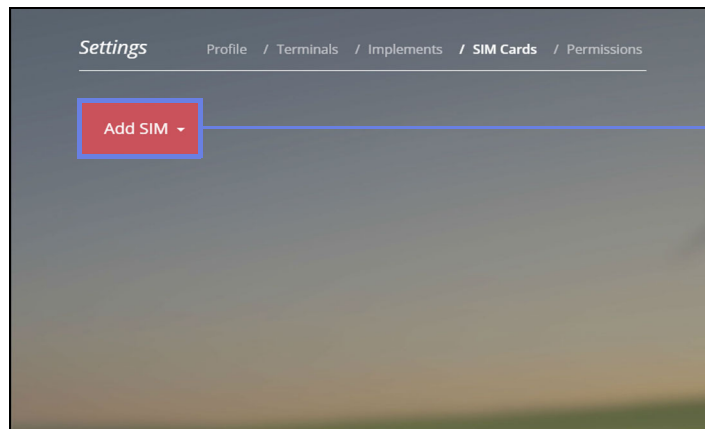 Settings Profile / Terminals / Implements / SIM Cards / Permissions
Add SIM